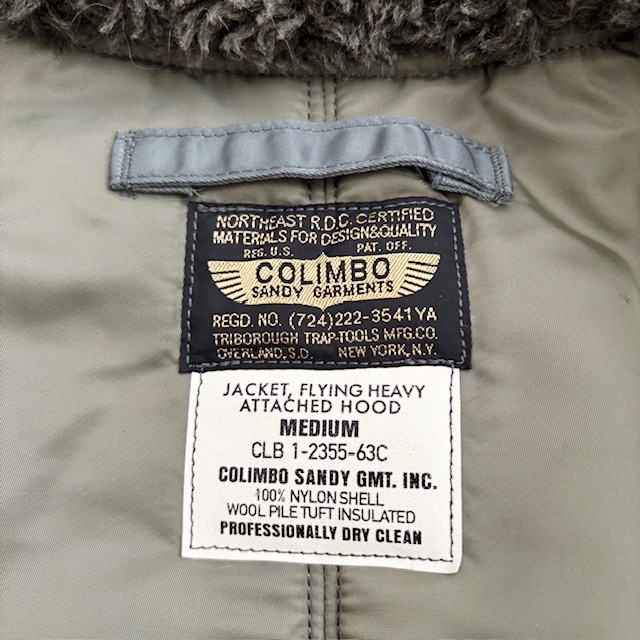 NORTHEAST R.D.C. CERTIFIED
MATERIALS FOR DESIGN&QUALITY
REG. U.S. PAT. OFF.
COLIMBO
SANDY GARMENTS
REGD. NO. (724)222-3541YA
TRIBOROUGH TRAP-TOOLS MFG.CO.
OVERLAND, S.D. NEW YORK, N.Y.
JACKET, FLYING HEAVY
ATTACHED HOOD
MEDIUM
CLB 1-2355-63C
COLIMBO SANDY GMT. INC.
100% NYLON SHELL
WOOL PILE TUFT INSULATED
PROFESSIONALLY DRY CLEAN